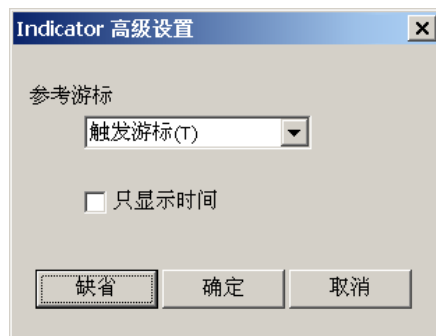 Indicator 高级设置
参考游标
触发游标(T)
只显示时间
缺省 确定 取消